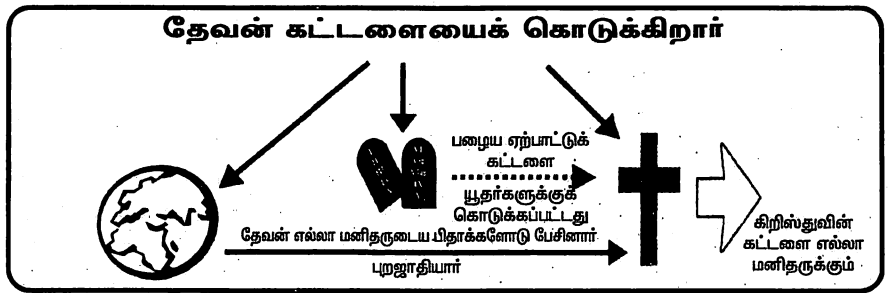 தேவன் கட்டளையைக் கொடுக்கிறார்
பழைய ஏற்பாட்டுக்
கட்டளை
யூதர்களுக்குக்
கொடுக்கப்பட்டது
தேவன் எல்லா மனிதருடைய பிதாக்களோடு பேசினார்
புறஜாதியார்
கிறிஸ்துவின்
கட்டளை எல்லா
மனிதருக்கும்